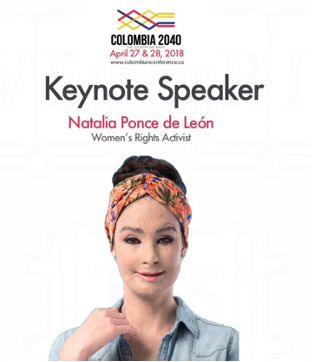 COLOMBIA 2040
April 27 & 28, 2018
www.colombianconference.co
Keynote Speaker
Natalia Ponce de León
Women's Rights Activist